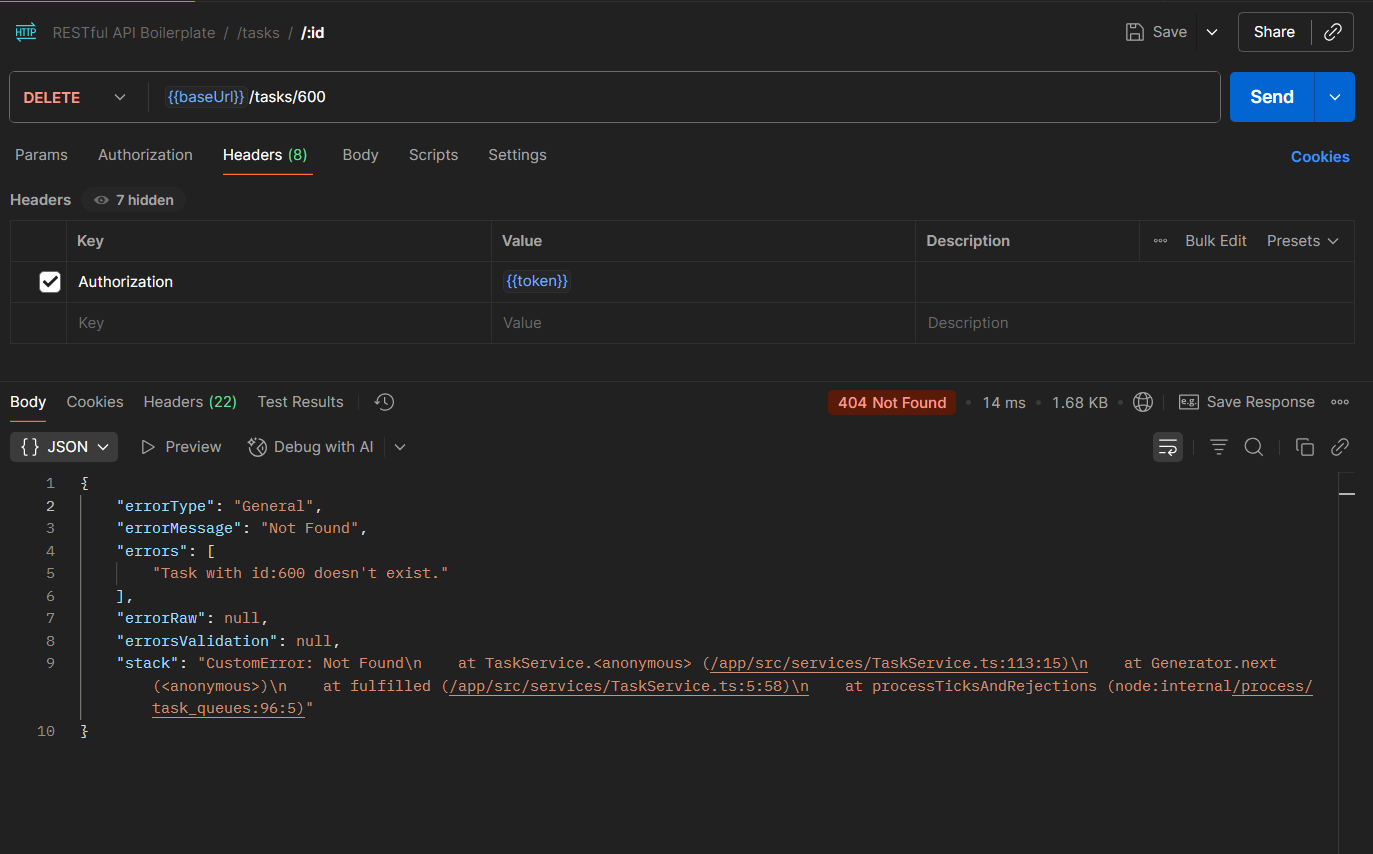 HTTP RESTful API Boilerplate / /tasks / /:id Save Share
DELETE {{baseUrl}} /tasks/600 Send
Params Authorization Headers (8) Body Scripts Settings Cookies
Headers 7 hidden
Key Value Description Bulk Edit Presets
Authorization {{token}}
Key Value Description
Body Cookies Headers (22) Test Results 404 Not Found • 14 ms • 1.68 KB • e.g. Save Response
{} JSON Preview Debug with AI
1 {
2 "errorType": "General",
3 "errorMessage": "Not Found",
4 "errors": [
5 "Task with id:600 doesn't exist."
6 ],
7 "errorRaw": null,
8 "errorsValidation": null,
9 "stack": "CustomError: Not Found\n    at TaskService.<anonymous> (/app/src/services/TaskService.ts:113:15)\n    at Generator.next
(<anonymous>)\n    at fulfilled (/app/src/services/TaskService.ts:5:58)\n    at processTicksAndRejections (node:internal/process/
task_queues:96:5)"
10 }